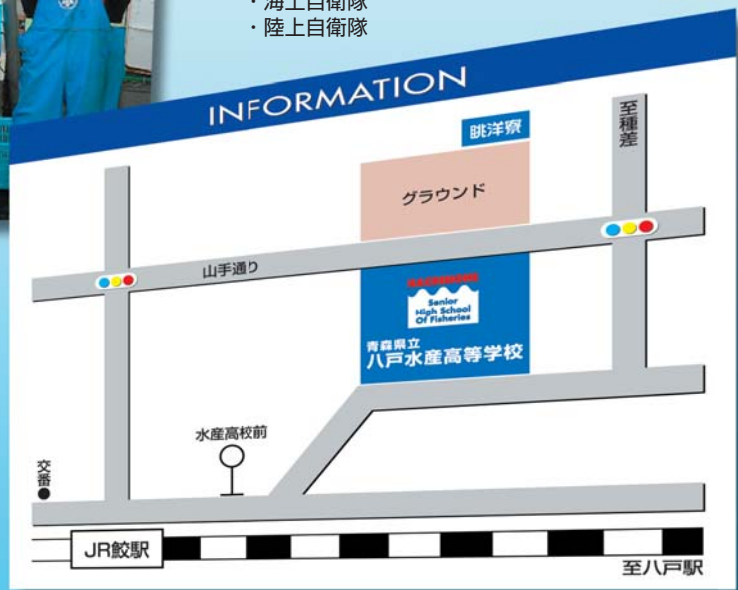 ・海上自衛隊
・陸上自衛隊
INFORMATION
眺洋寮
至種差
グラウンド
山手通り
HACHINOHE
Senior
High School
Of Fisheries
青森県立
八戸水産高等学校
水産高校前
交番
JR鮫駅
至八戸駅